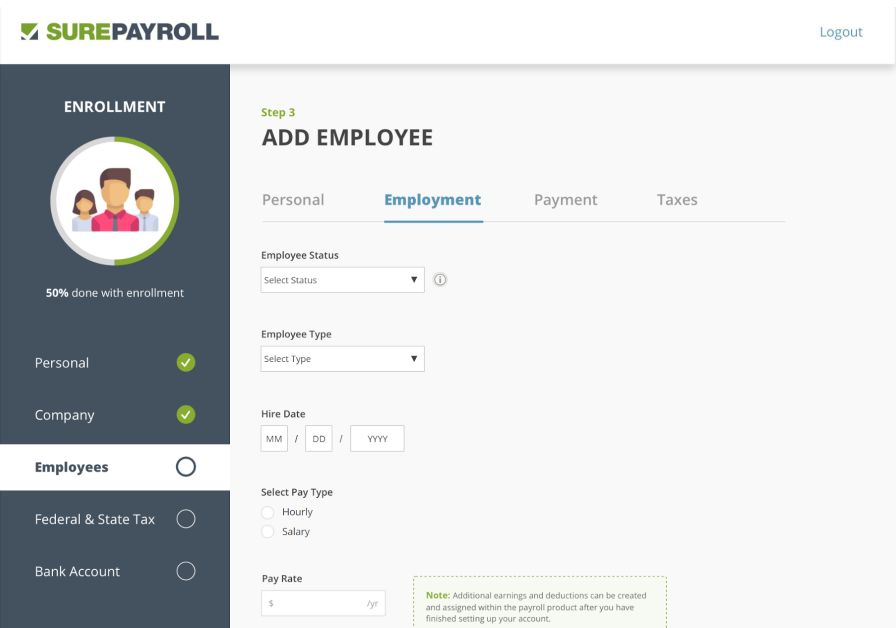 SUREPAYROLL
Logout
ENROLLMENT
50% done with enrollment
Personal
Company
Employees
Federal & State Tax
Bank Account
Step 3
ADD EMPLOYEE
Personal Employment Payment Taxes
Employee Status
Select Status
Employee Type
Select Type
Hire Date
MM / DD / YYYY
Select Pay Type
Hourly
Salary
Pay Rate
$ /yr
Note: Additional earnings and deductions can be created
and assigned within the payroll product after you have
finished setting up your account.